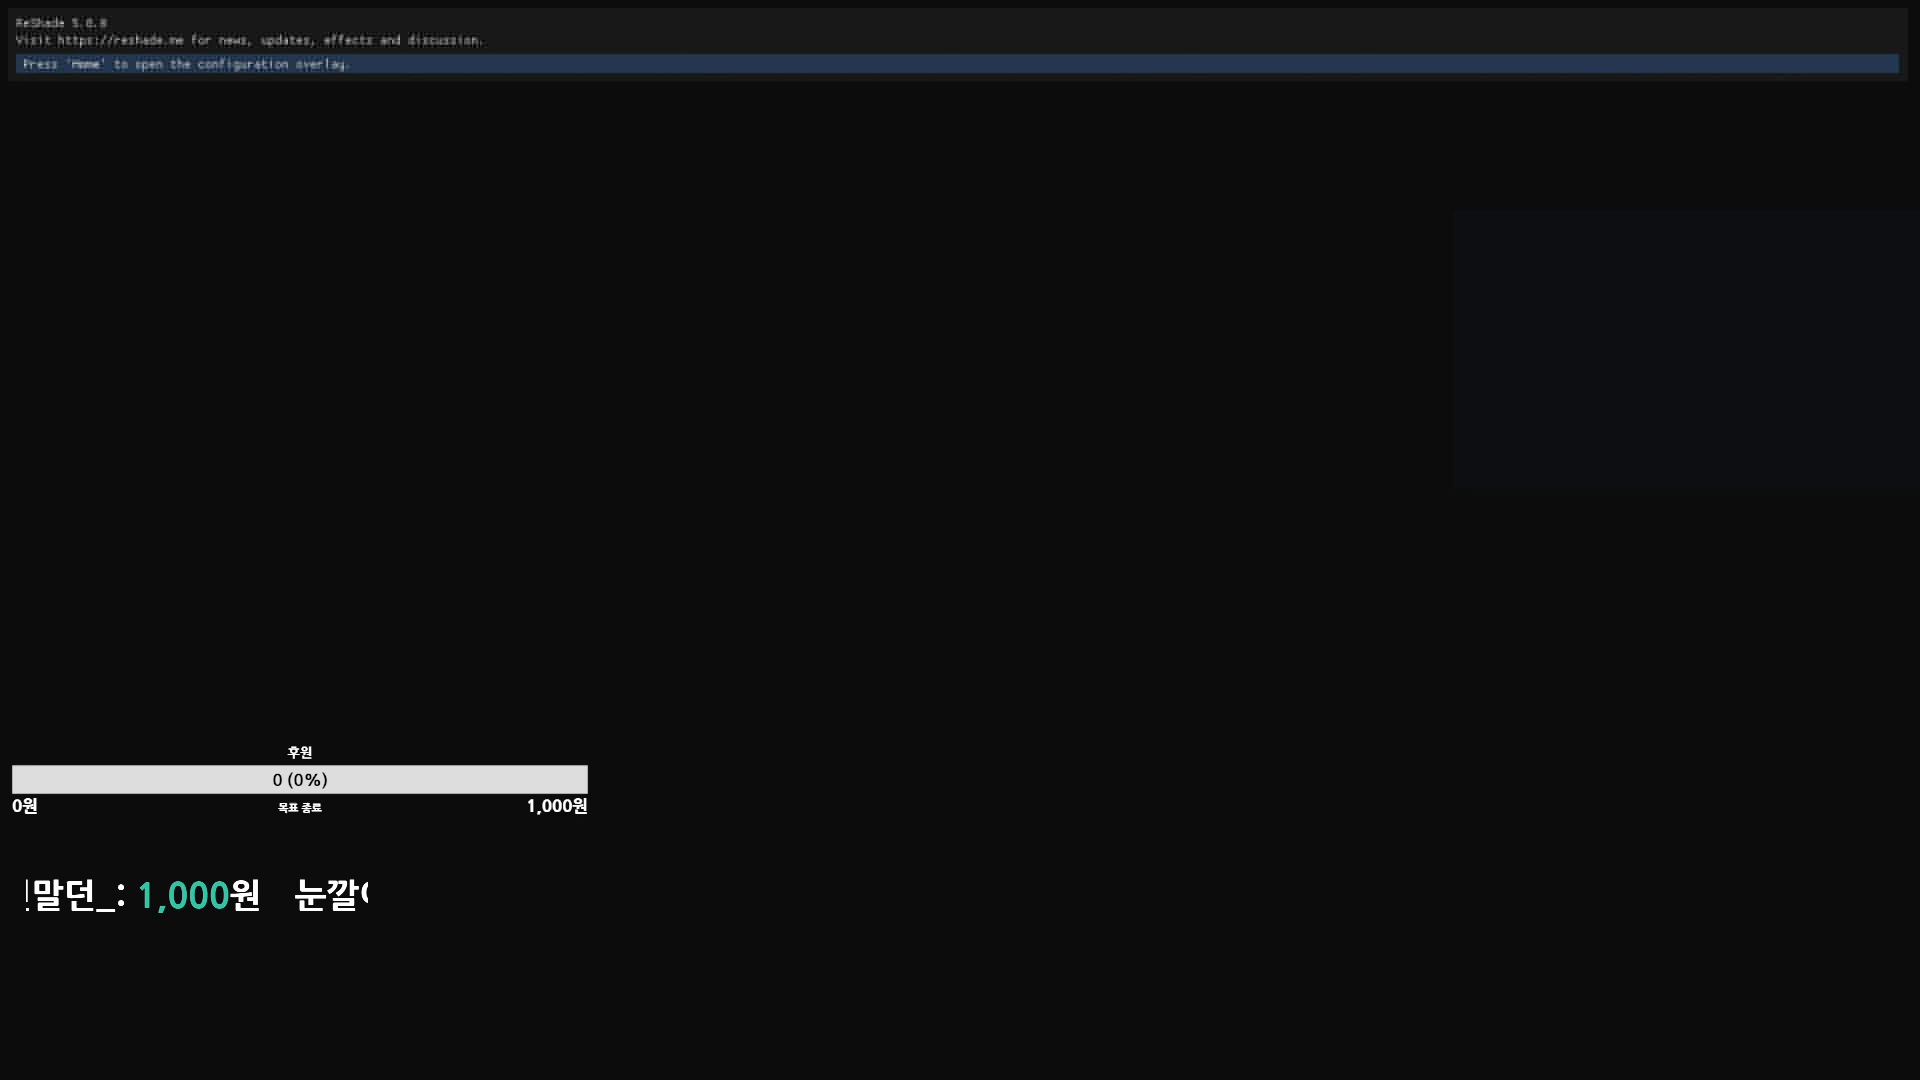 ReShade 5.8.0
Visit https://reshade.me for news, updates, effects and discussion.
Press 'Home' to open the configuration overlay.
후원
0 (0%)
0원 목표 종료 1,000원
말던_: 1,000원 눈깔